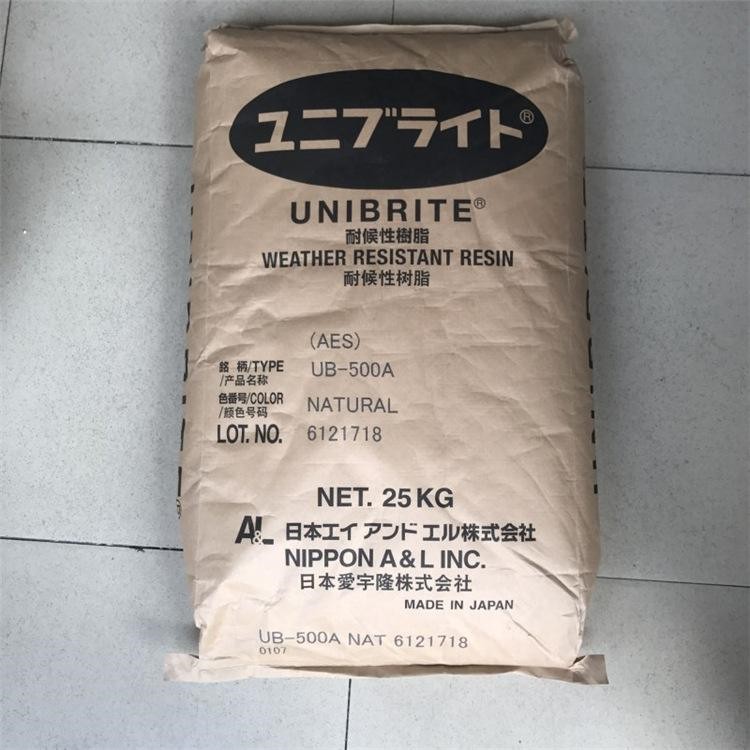 ユニブライト®
UNIBRITE®
耐候性樹脂
WEATHER RESISTANT RESIN
耐候性树脂
(AES)
銘 柄/TYPE UB-500A
/产品名称
色番号/COLOR NATURAL
/颜色号码
LOT. NO. 6121718
NET. 25 KG
A&L 日本エイ アンド エル株式会社
NIPPON A & L INC.
日本愛宇隆株式会社
MADE IN JAPAN
UB-500A NAT 6121718
0107